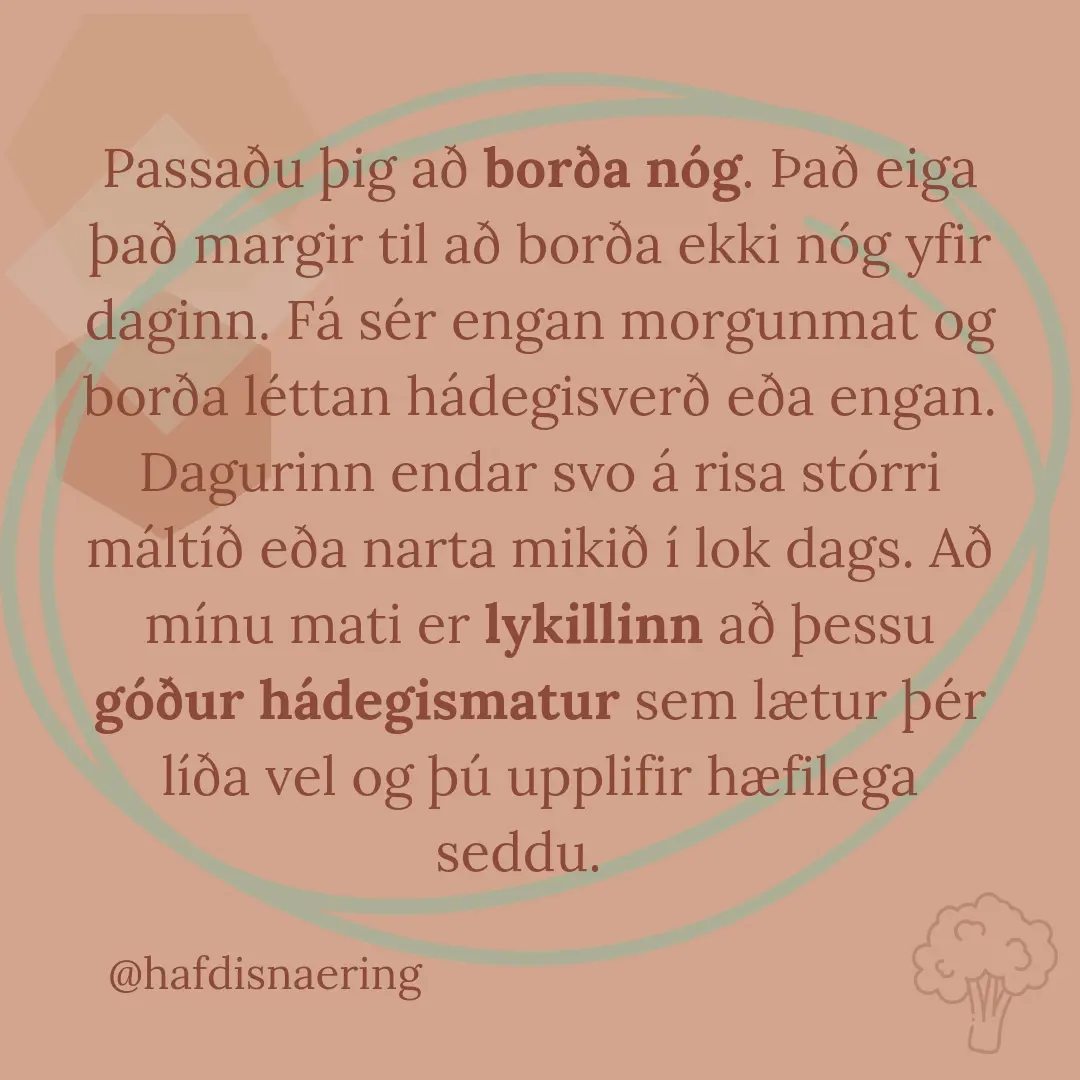 Passaðu þig að borða nóg. Það eiga
það margir til að borða ekki nóg yfir
daginn. Fá sér engan morgunmat og
borða léttan hádegisverð eða engan.
Dagurinn endar svo á risa stórri
máltíð eða narta mikið í lok dags. Að
mínu mati er lykillinn að þessu
góður hádegismatur sem lætur þér
líða vel og þú upplifir hæfilega
seddu.
@hafdisnaering